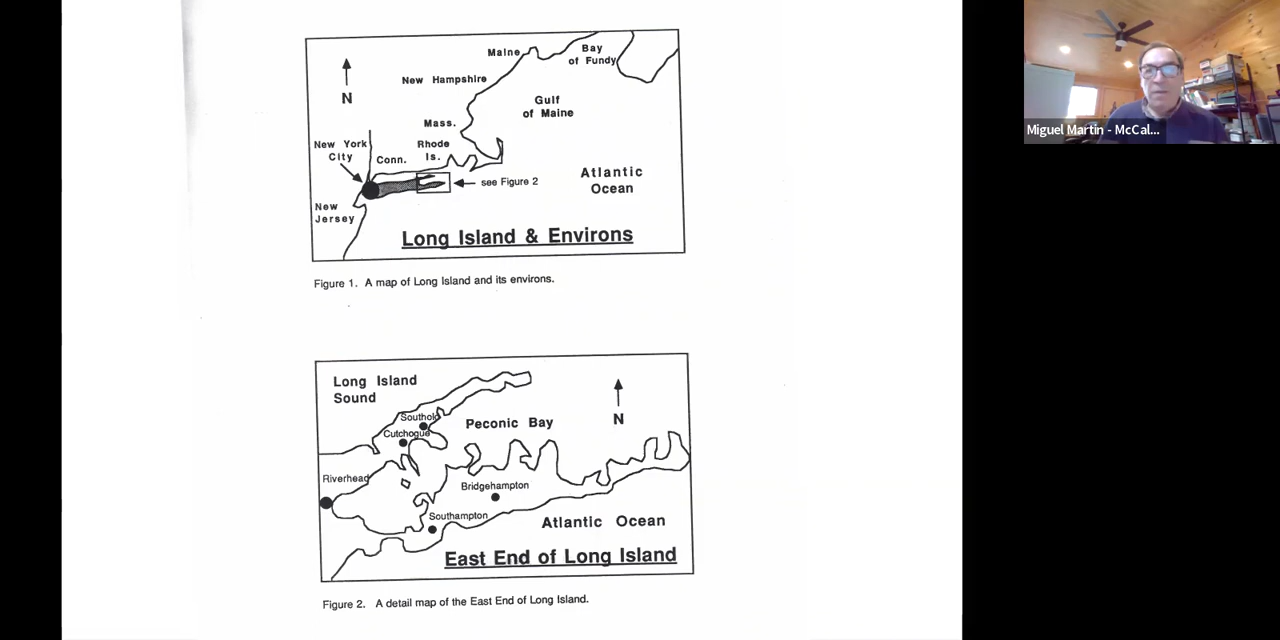 Maine
Bay
of Fundy
New Hampshire
N
Gulf
of Maine
Mass.
New York
City
Conn.
Rhode
Is.
see Figure 2
Atlantic
Ocean
New
Jersey
Long Island & Environs
Figure 1. A map of Long Island and its environs.
Long Island
Sound
Southold
Cutchogue
Peconic Bay
N
Riverhead
Bridgehampton
Southampton
Atlantic Ocean
East End of Long Island
Figure 2. A detail map of the East End of Long Island.
Miguel Martin - McCal...